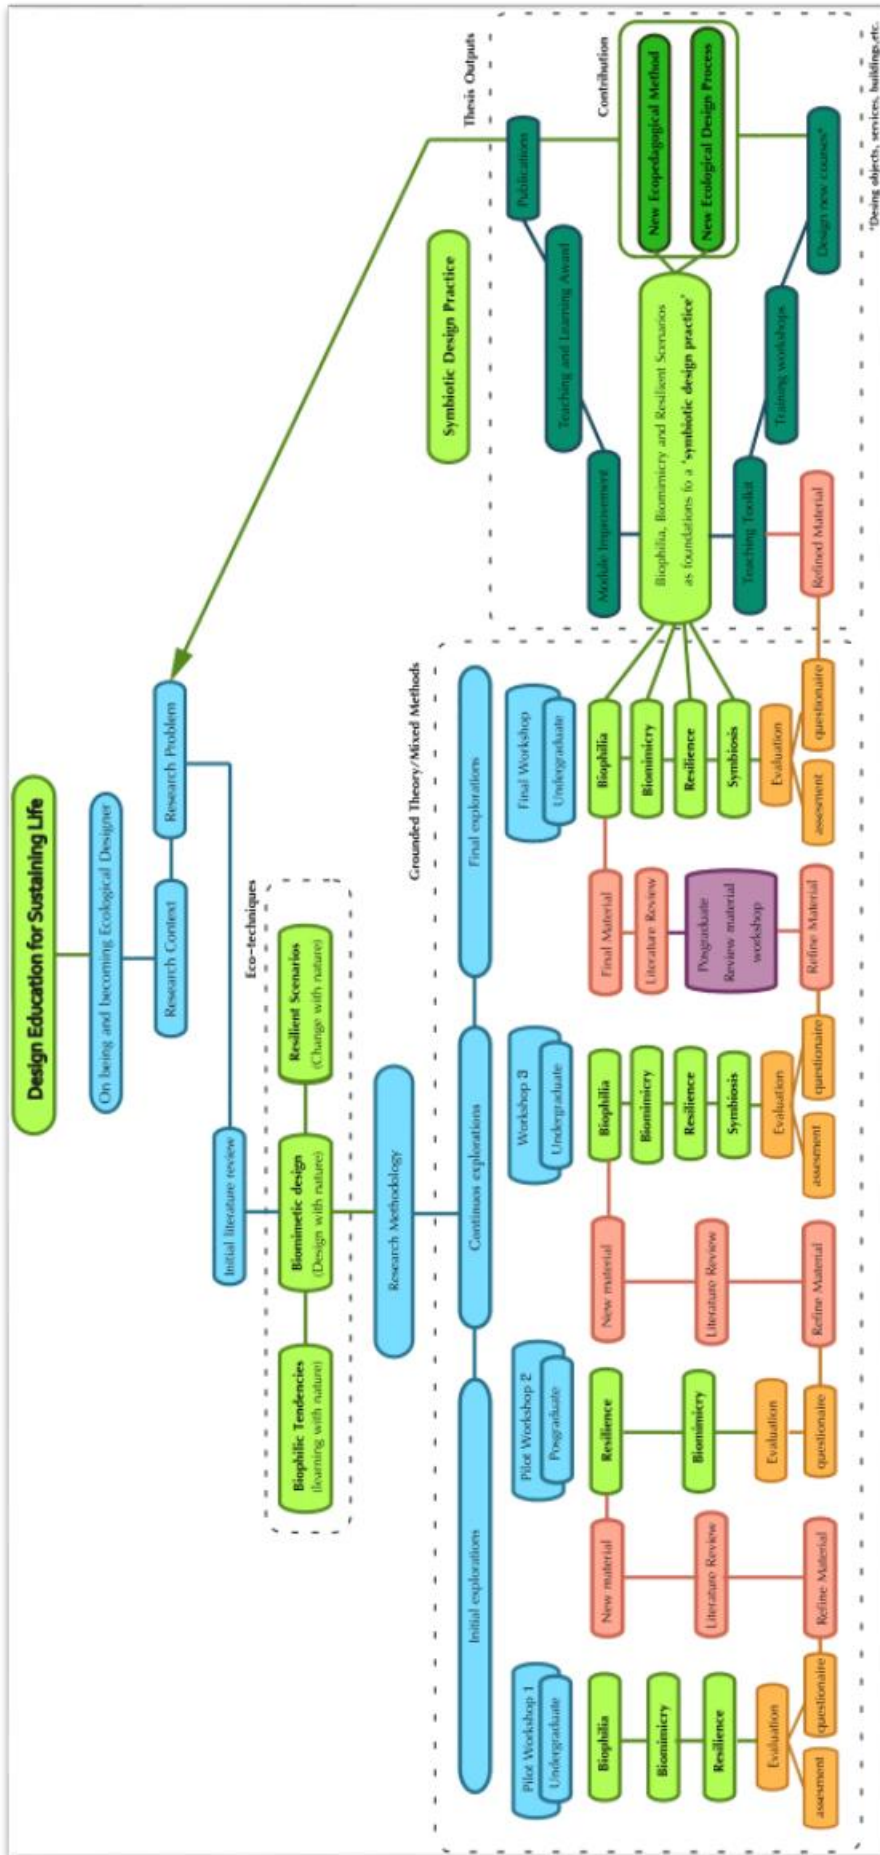 Design Education for Sustaining Life
On being and becoming Ecological Designer
Research Context
Research Problem
Initial literature review
Eco-techniques
Biophilic Tendencies
(learning with nature)
Biomimetic design
(Design with nature)
Resilient Scenarios
(Change with nature)
Research Methodology
Grounded Theory/Mixed Methods
Initial explorations
Continuos explorations
Final explorations
Pilot Workshop 1
Undergraduate
Biophilia
Biomimicry
Resilience
Evaluation
assesment
questionaire
New material
Literature Review
Refine Material
Pilot Workshop 2
Posgraduate
Resilience
Biomimicry
Evaluation
questionaire
New material
Literature Review
Refine Material
Workshop 3
Undergraduate
Biophilia
Biomimicry
Resilience
Symbiosis
Evaluation
assesment
questionaire
Final Material
Literature Review
Posgraduate
Review material
workshop
Refine Material
Final Workshop
Undergraduate
Biophilia
Biomimicry
Resilience
Symbiosis
Evaluation
assesment
questionaire
Symbiotic Design Practice
Thesis Outputs
Module Improvement
Teaching and Learning Award
Publications
Biophilia, Biomimicry and Resilient Scenarios
as foundations fo a 'symbiotic design practice'
Contribution
New Ecopedagogical Method
New Ecological Design Process
Teaching Toolkit
Training workshops
Design new courses*
Refined Material
*Desing objects, services, buildings,etc.